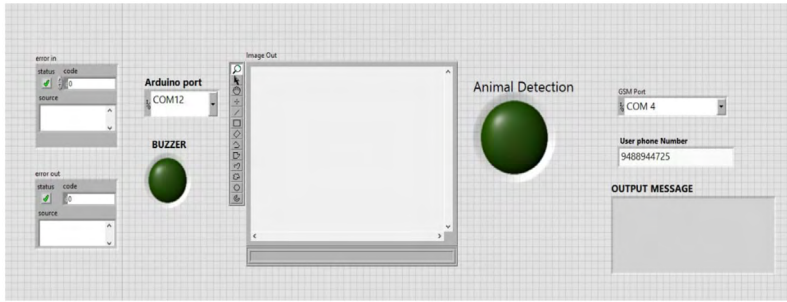 error in
status code
0
source
Arduino port
COM12
BUZZER
error out
status code
0
source
Image Out
Animal Detection
GSM Port
COM 4
User phone Number
9488944725
OUTPUT MESSAGE